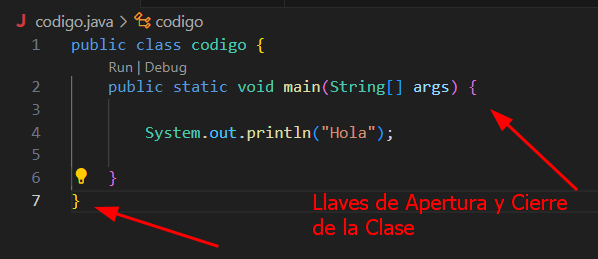 J codigo.java > codigo
1 public class codigo {
Run | Debug
2 public static void main(String[] args) {
3
4 System.out.println("Hola");
5
6 }
7 }
Llaves de Apertura y Cierre
de la Clase